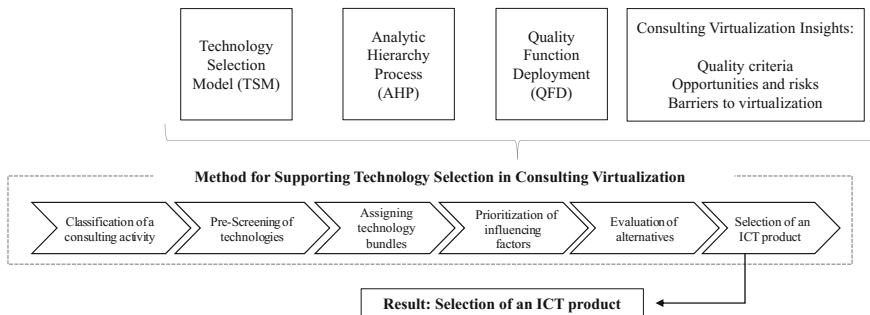 Technology
Selection
Model (TSM)
Analytic
Hierarchy
Process
(AHP)
Quality
Function
Deployment
(QFD)
Consulting Virtualization Insights:
Quality criteria
Opportunities and risks
Barriers to virtualization
Method for Supporting Technology Selection in Consulting Virtualization
Classification of a
consulting activity
Pre-Screening of
technologies
Assigning
technology
bundles
Prioritization of
influencing
factors
Evaluation of
alternatives
Selection of an
ICT product
Result: Selection of an ICT product